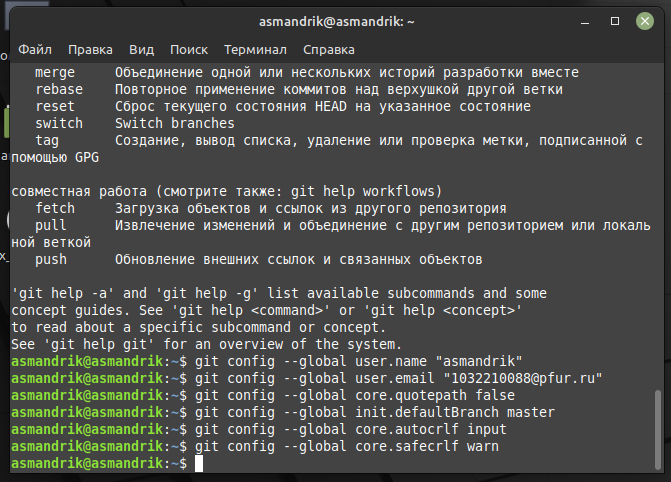 asmandrik@asmandrik: ~
Файл Правка Вид Поиск Терминал Справка
merge Объединение одной или нескольких историй разработки вместе
rebase Повторное применение коммитов над верхушкой другой ветки
reset Сброс текущего состояния HEAD на указанное состояние
switch Switch branches
tag Создание, вывод списка, удаление или проверка метки, подписанной с
помощью GPG
совместная работа (смотрите также: git help workflows)
fetch Загрузка объектов и ссылок из другого репозитория
pull Извлечение изменений и объединение с другим репозиторием или локаль
ной веткой
push Обновление внешних ссылок и связанных объектов
'git help -a' and 'git help -g' list available subcommands and some
concept guides. See 'git help <command>' or 'git help <concept>'
to read about a specific subcommand or concept.
See 'git help git' for an overview of the system.
asmandrik@asmandrik:~$ git config --global user.name "asmandrik"
asmandrik@asmandrik:~$ git config --global user.email "1032210088@pfur.ru"
asmandrik@asmandrik:~$ git config --global core.quotepath false
asmandrik@asmandrik:~$ git config --global init.defaultBranch master
asmandrik@asmandrik:~$ git config --global core.autocrlf input
asmandrik@asmandrik:~$ git config --global core.safecrlf warn
asmandrik@asmandrik:~$